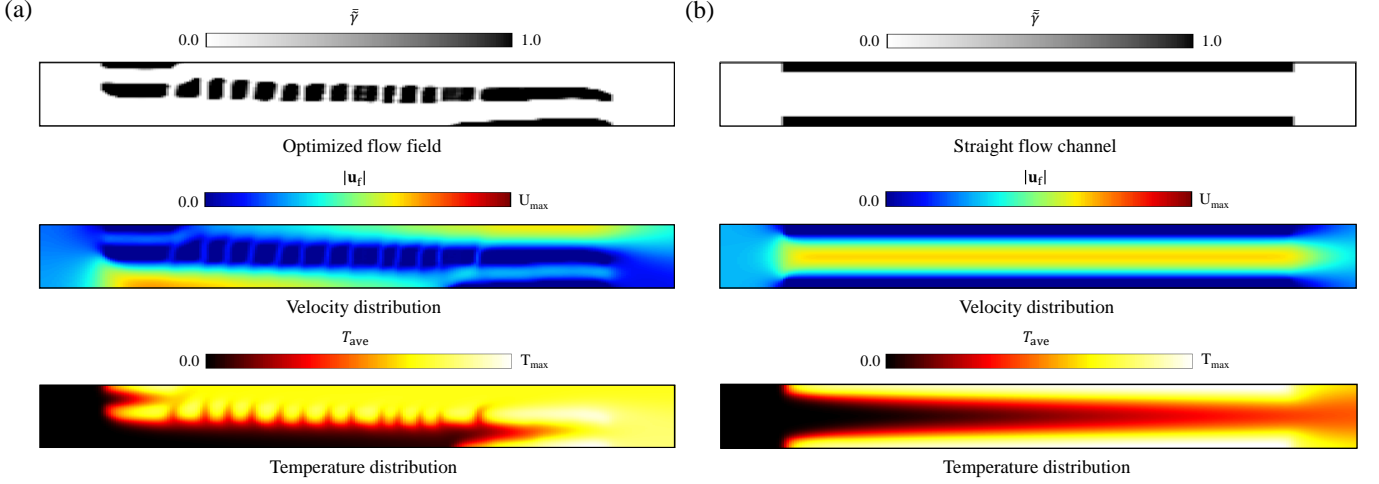 (a)
γ̿
0.0 1.0
Optimized flow field
|u_f|
0.0 U_max
Velocity distribution
T_ave
0.0 T_max
Temperature distribution
(b)
γ̿
0.0 1.0
Straight flow channel
|u_f|
0.0 U_max
Velocity distribution
T_ave
0.0 T_max
Temperature distribution